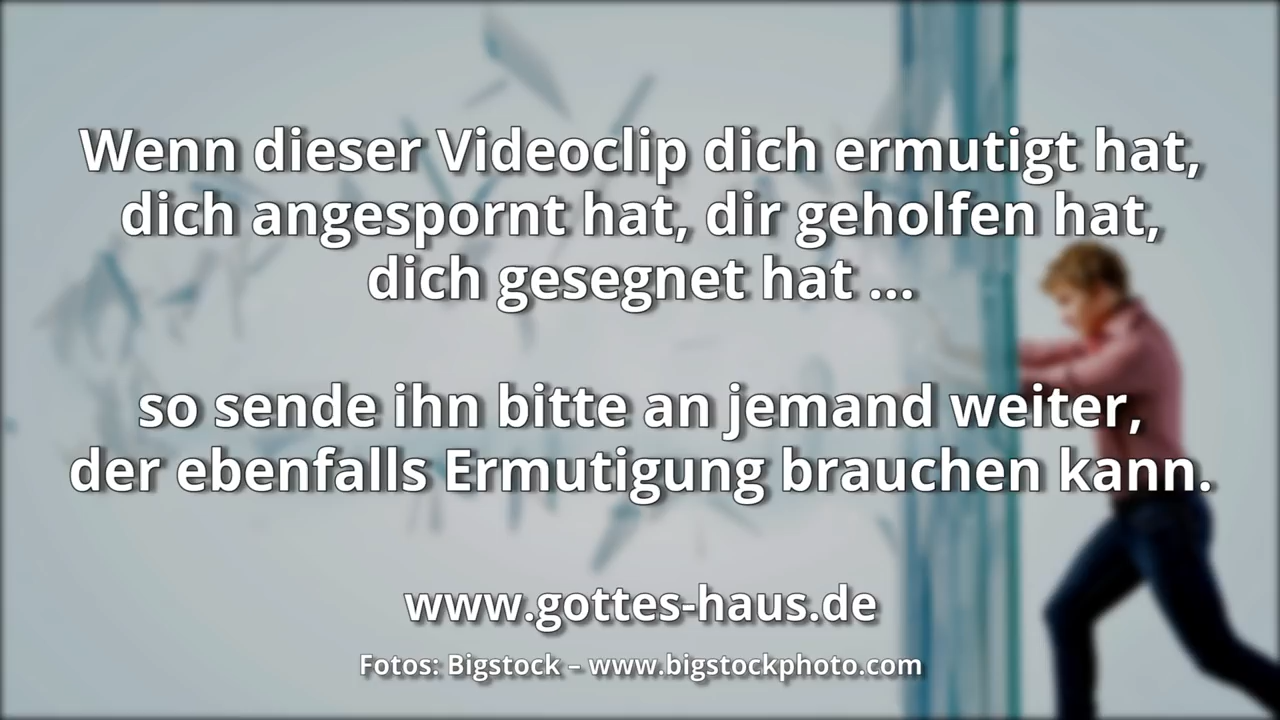 Wenn dieser Videoclip dich ermutigt hat,
dich angespornt hat, dir geholfen hat,
dich gesegnet hat ...
so sende ihn bitte an jemand weiter,
der ebenfalls Ermutigung brauchen kann.
www.gottes-haus.de
Fotos: Bigstock – www.bigstockphoto.com